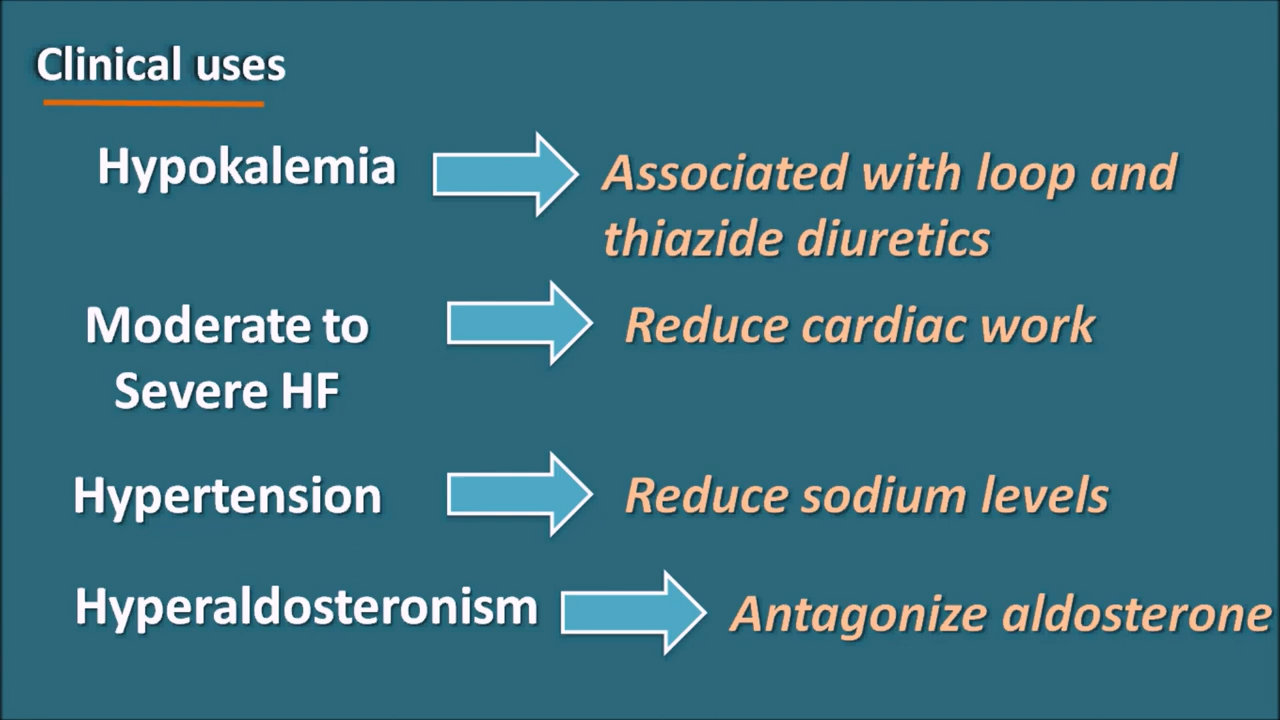 Clinical uses
Hypokalemia
Associated with loop and
thiazide diuretics
Moderate to
Severe HF
Reduce cardiac work
Hypertension
Reduce sodium levels
Hyperaldosteronism
Antagonize aldosterone